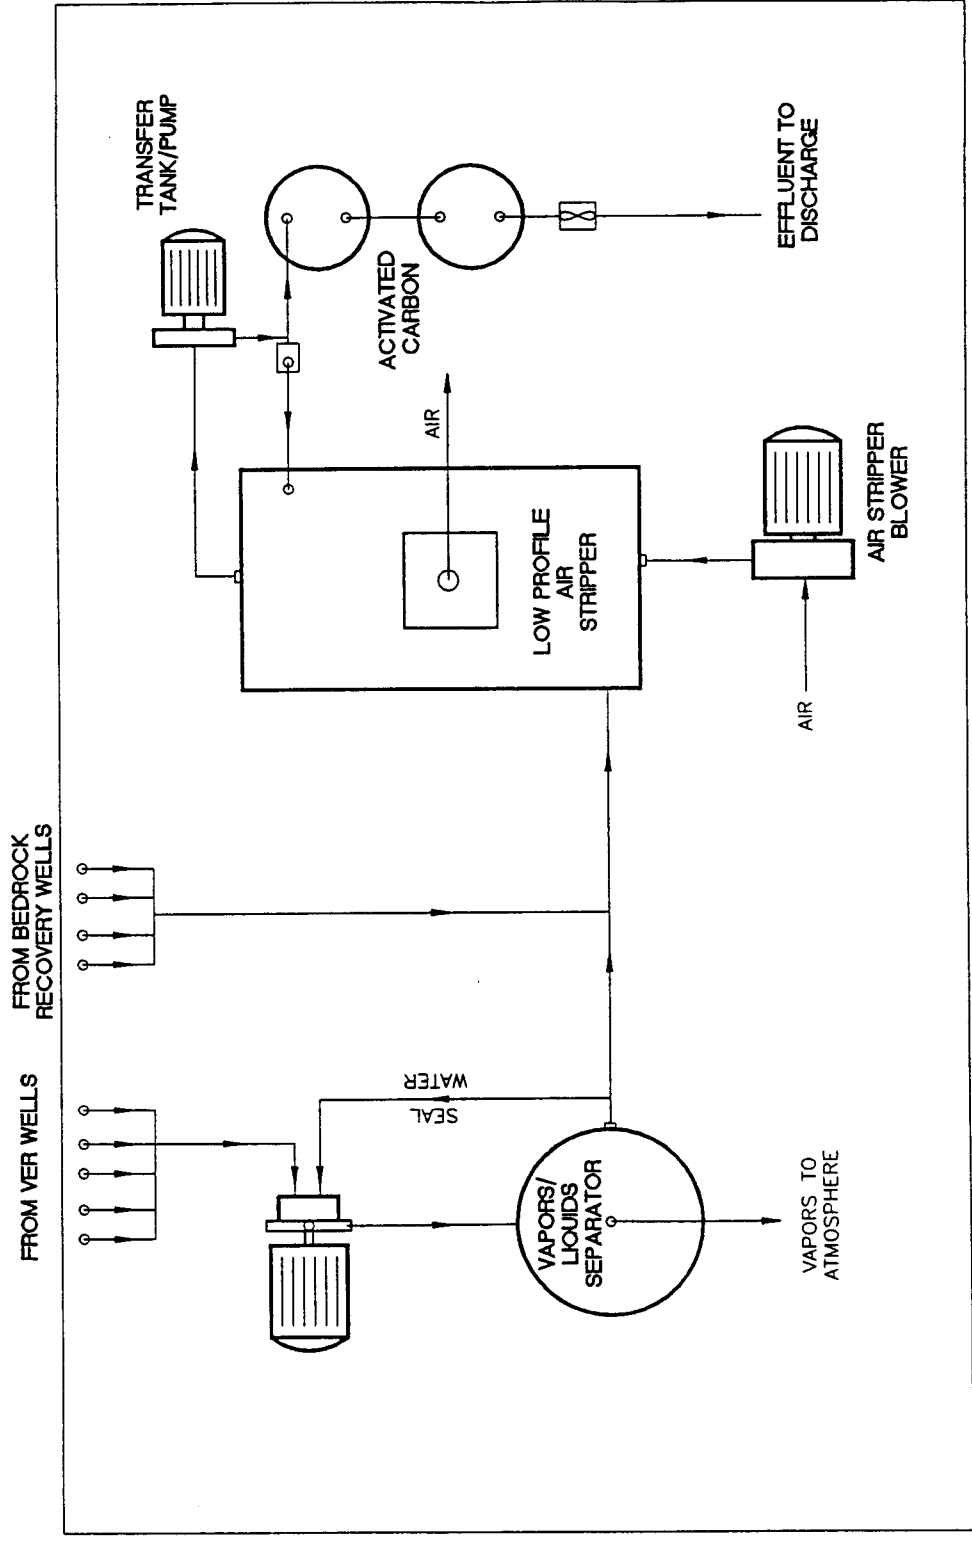 FROM VER WELLS
FROM BEDROCK
RECOVERY WELLS
TRANSFER
TANK/PUMP
SEAL
WATER
VAPORS/
LIQUIDS
SEPARATOR
VAPORS TO
ATMOSPHERE
LOW PROFILE
AIR
STRIPPER
AIR
ACTIVATED
CARBON
AIR
AIR STRIPPER
BLOWER
EFFLUENT TO
DISCHARGE